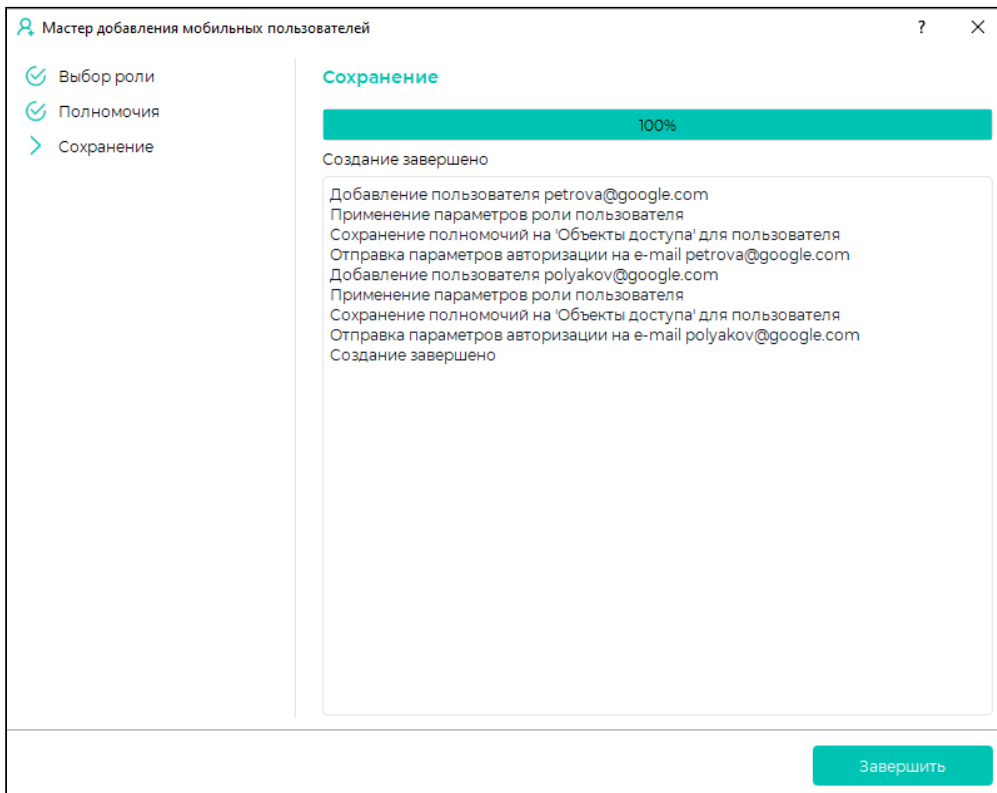 Мастер добавления мобильных пользователей
?
Выбор роли
Полномочия
Сохранение
Сохранение
100%
Создание завершено
Добавление пользователя petrova@google.com
Применение параметров роли пользователя
Сохранение полномочий на 'Объекты доступа' для пользователя
Отправка параметров авторизации на e-mail petrova@google.com
Добавление пользователя polyakov@google.com
Применение параметров роли пользователя
Сохранение полномочий на 'Объекты доступа' для пользователя
Отправка параметров авторизации на e-mail polyakov@google.com
Создание завершено
Завершить